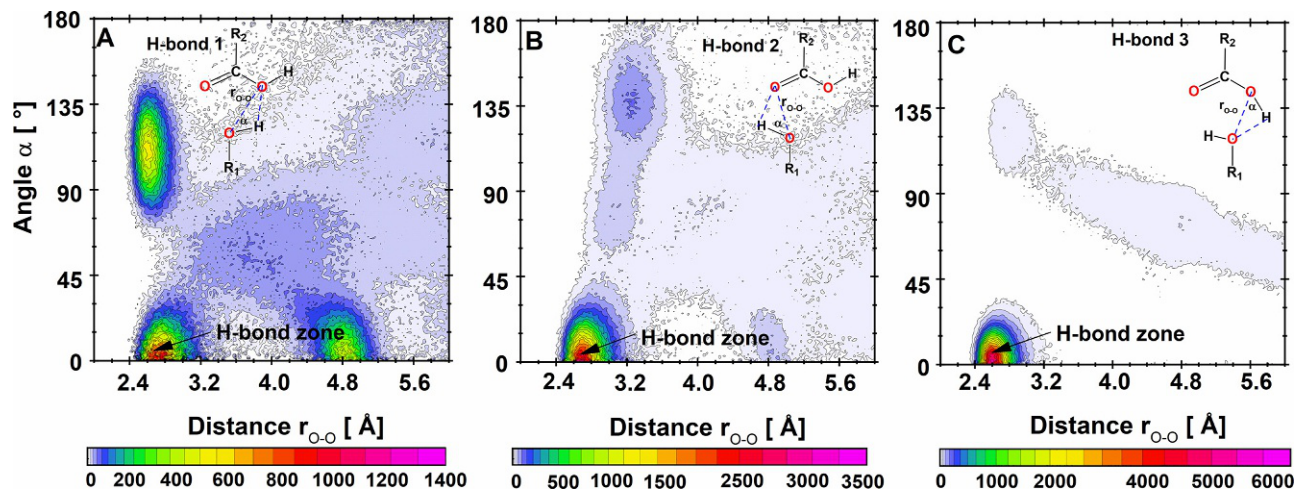 A
H-bond 1
R2
C
O
O
H
rO-O
α
O
H
R1
H-bond zone
Angle α [ °]
180
135
90
45
0
2.4 3.2 4.0 4.8 5.6
Distance rO-O [ Å]
0 200 400 600 800 1000 1200 1400
B
H-bond 2
R2
O
C
O
H
rO-O
H
α
O
R1
H-bond zone
180
135
90
45
0
2.4 3.2 4.0 4.8 5.6
Distance rO-O [ Å]
0 500 1000 1500 2500 3000 3500
C
H-bond 3
R2
C
O
O
rO-O
α
H
H
O
R1
H-bond zone
180
135
90
45
0
2.4 3.2 4.0 4.8 5.6
Distance rO-O [ Å]
0 1000 2000 4000 5000 6000